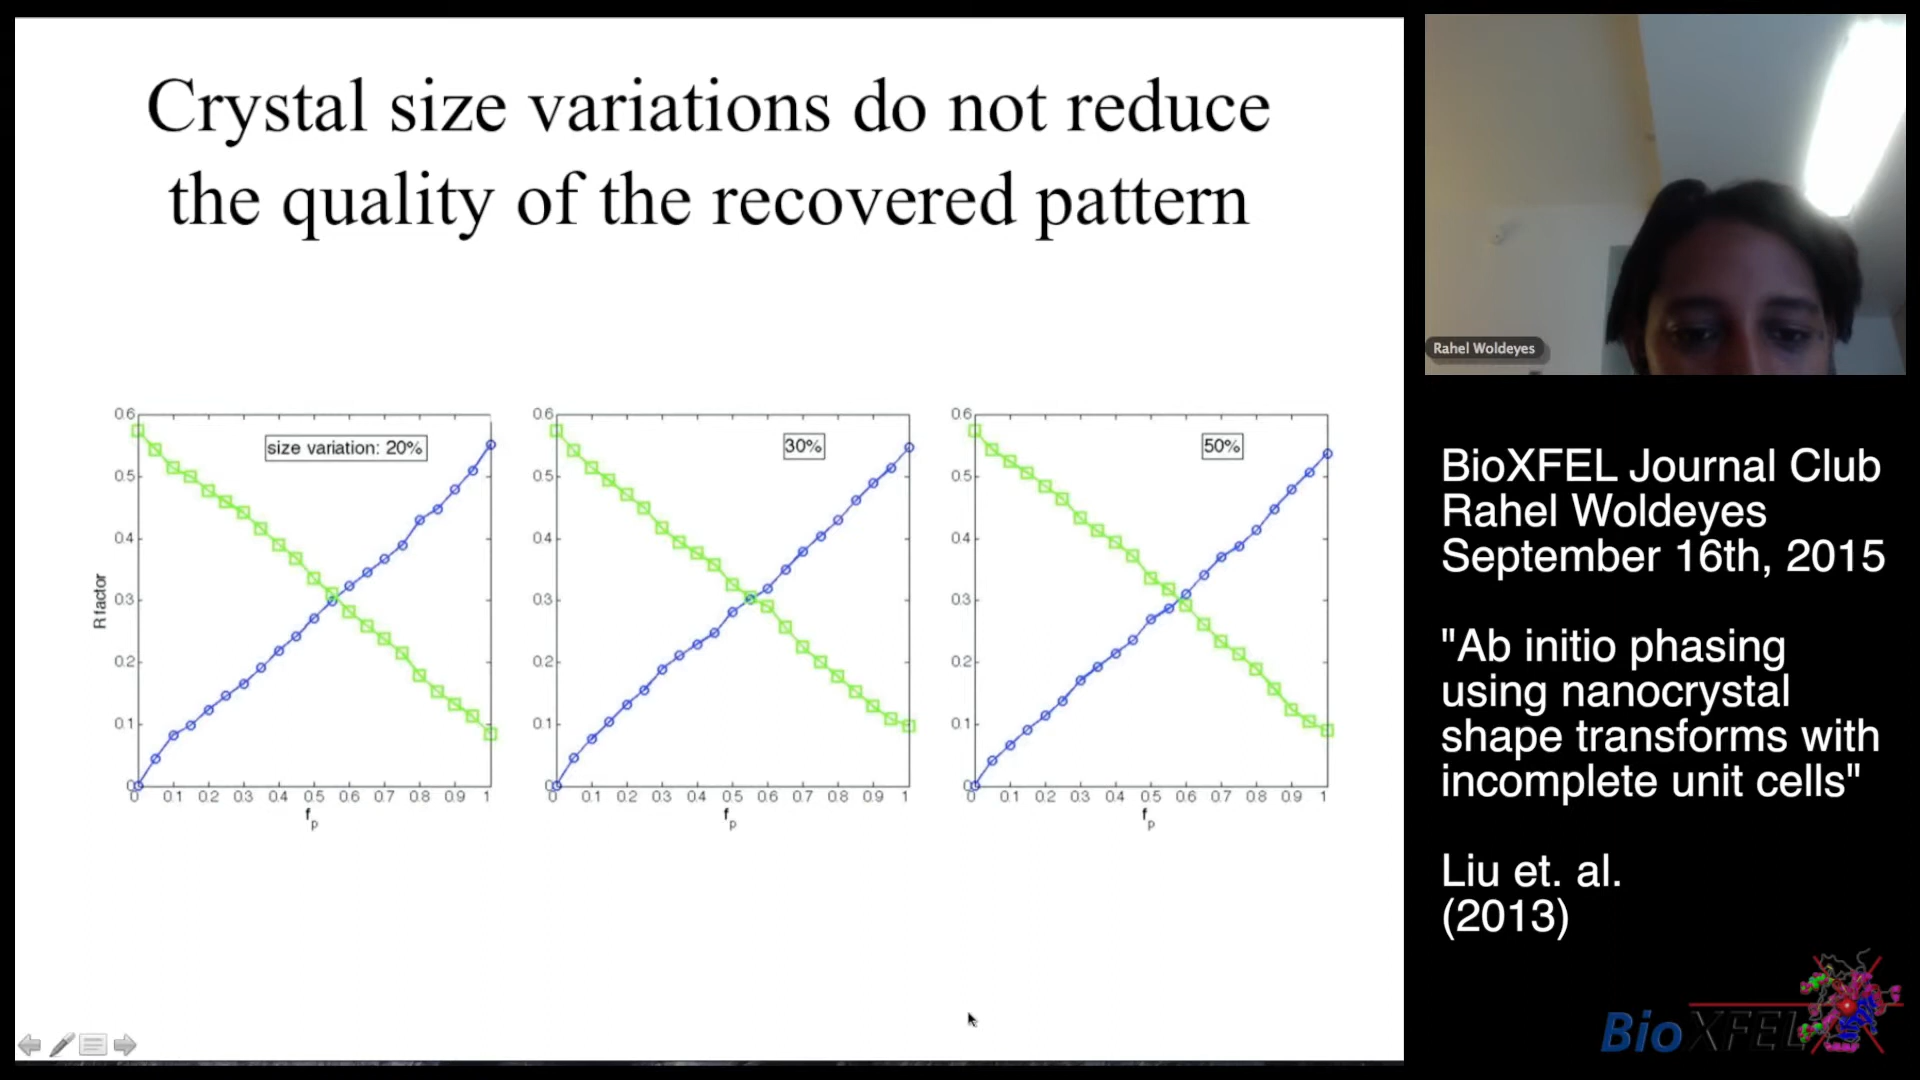 Crystal size variations do not reduce
the quality of the recovered pattern
Rahel Woldeyes
BioXFEL Journal Club
Rahel Woldeyes
September 16th, 2015
"Ab initio phasing
using nanocrystal
shape transforms with
incomplete unit cells"
Liu et. al.
(2013)
size variation: 20%
R factor
0.6
0.5
0.4
0.3
0.2
0.1
0
0 0.1 0.2 0.3 0.4 0.5 0.6 0.7 0.8 0.9 1
fp
30%
0.6
0.5
0.4
0.3
0.2
0.1
0
0 0.1 0.2 0.3 0.4 0.5 0.6 0.7 0.8 0.9 1
fp
50%
0.6
0.5
0.4
0.3
0.2
0.1
0
0 0.1 0.2 0.3 0.4 0.5 0.6 0.7 0.8 0.9 1
fp
BioXFEL